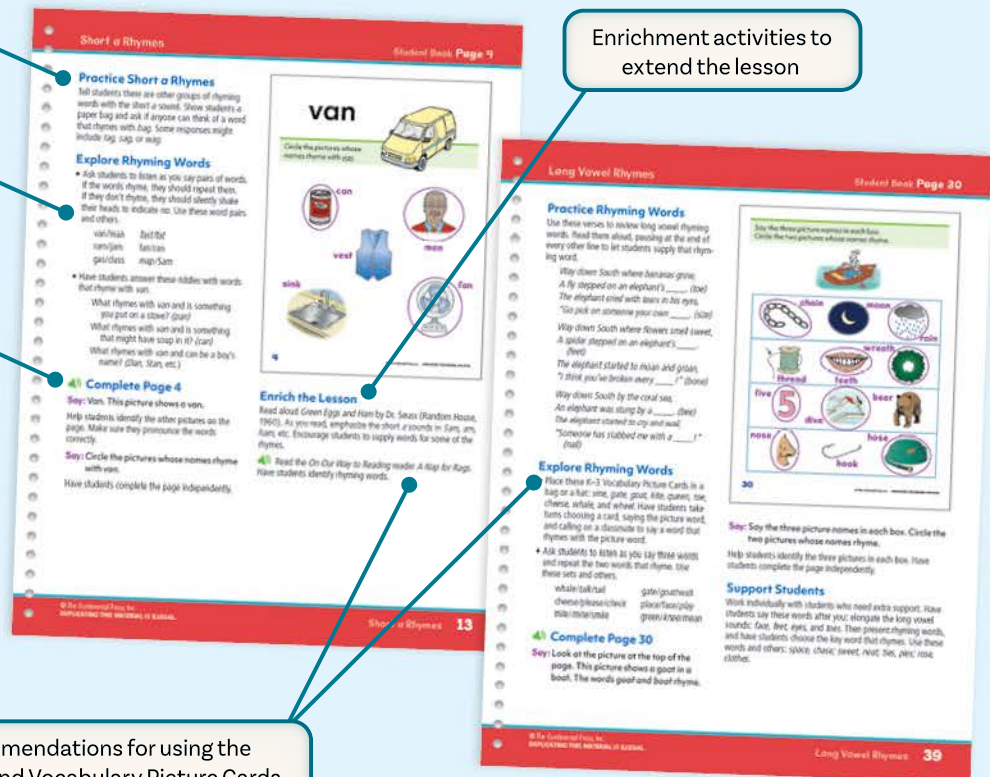 Enrichment activities to
extend the lesson
Short a Rhymes
Student Book Page 4
Practice Short a Rhymes
Tell students there are other groups of rhyming
words with the short a sound. Show students a
paper bag and ask if anyone can think of a word
that rhymes with bag. Some responses might
include tag, sag, or wag.
Explore Rhyming Words
• Ask students to listen as you say pairs of words.
If the words rhyme, they should repeat them.
If they don't rhyme, they should silently shake
their heads to indicate no. Use these word pairs
and others.
van/man fast/fat
ram/jam fan/can
gas/class map/Sam
• Have students answer these riddles with words
that rhyme with van.
What rhymes with van and is something
you put on a stove? (pan)
What rhymes with van and is something
that might have soup in it? (can)
What rhymes with van and can be a boy's
name? (Dan, Stan, etc.)
Complete Page 4
Say: Van. This picture shows a van.
Help students identify the other pictures on the
page. Make sure they pronounce the words
correctly.
Say: Circle the pictures whose names rhyme
with van.
Have students complete the page independently.
van
Circle the pictures whose
names rhyme with van.
can
man
vest
sink
fan
4
Enrich the Lesson
Read aloud Green Eggs and Ham by Dr. Seuss (Random House,
1960). As you read, emphasize the short a sounds in Sam, am,
ham, etc. Encourage students to supply words for some of the
rhymes.
Read the On Our Way to Reading reader A Nap for Rags.
Have students identify rhyming words.
© The Continental Press, Inc.
DUPLICATING THIS MATERIAL IS ILLEGAL.
Short a Rhymes 13
Long Vowel Rhymes
Student Book Page 30
Practice Rhyming Words
Use these verses to review long vowel rhyming
words. Read them aloud, pausing at the end of
every other line to let students supply that rhym-
ing word.
Way down South where bananas grow,
A fly stepped on an elephant's ____. (toe)
The elephant cried with tears in his eyes,
"Go pick on someone your own ____. (size)
Way down South where flowers smell sweet,
A spider stepped on an elephant's ____.
(feet)
The elephant started to moan and groan,
"I think you've broken every ____!" (bone)
Way down South by the coral sea,
An elephant was stung by a ____. (bee)
The elephant started to cry and wail,
"Someone has stabbed me with a ____!"
(nail)
Explore Rhyming Words
• Place these K–3 Vocabulary Picture Cards in a
bag or a hat: vine, gate, goat, kite, queen, toe,
cheese, whale, and wheel. Have students take
turns choosing a card, saying the picture word,
and calling on a classmate to say a word that
rhymes with the picture word.
• Ask students to listen as you say three words
and repeat the two words that rhyme. Use
these sets and others.
whale/tall/tail gate/goat/wait
cheese/please/check place/face/play
mile/mine/smile green/knee/mean
Complete Page 30
Say: Look at the picture at the top of the
page. This picture shows a goat in a
boat. The words goat and boat rhyme.
Say the three picture names in each box.
Circle the two pictures whose names rhyme.
chain
moon
rain
thread
teeth
wreath
five
dive
bear
nose
hook
hose
30
Say: Say the three picture names in each box. Circle the
two pictures whose names rhyme.
Help students identify the three pictures in each box. Have
students complete the page independently.
Support Students
Work individually with students who need extra support. Have
students say these words after you; elongate the long vowel
sounds: face, feet, eyes, and toes. Then present rhyming words,
and have students choose the key word that rhymes. Use these
words and others: space, chase; sweet, neat; ties, pies; rose,
clothes.
© The Continental Press, Inc.
DUPLICATING THIS MATERIAL IS ILLEGAL.
Long Vowel Rhymes 39
mendations for using the
nd Vocabulary Picture Cards